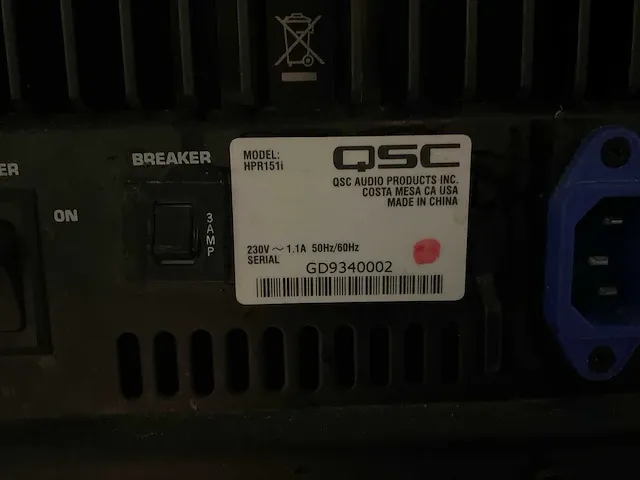 ER
ON
BREAKER
3
A
M
P
MODEL:
HPR151i
QSC
QSC AUDIO PRODUCTS INC.
COSTA MESA CA USA
MADE IN CHINA
230V ~ 1.1A 50Hz/60Hz
SERIAL
GD9340002